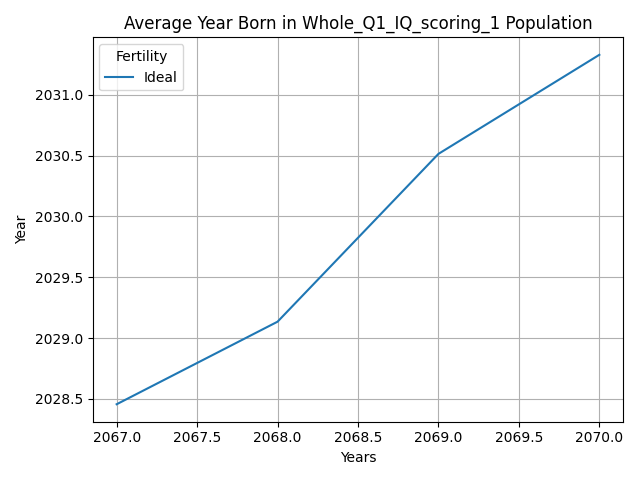 Average Year Born in Whole_Q1_IQ_scoring_1 Population
Fertility
Ideal
2031.0
2030.5
2030.0
2029.5
2029.0
2028.5
Year
2067.0 2067.5 2068.0 2068.5 2069.0 2069.5 2070.0
Years